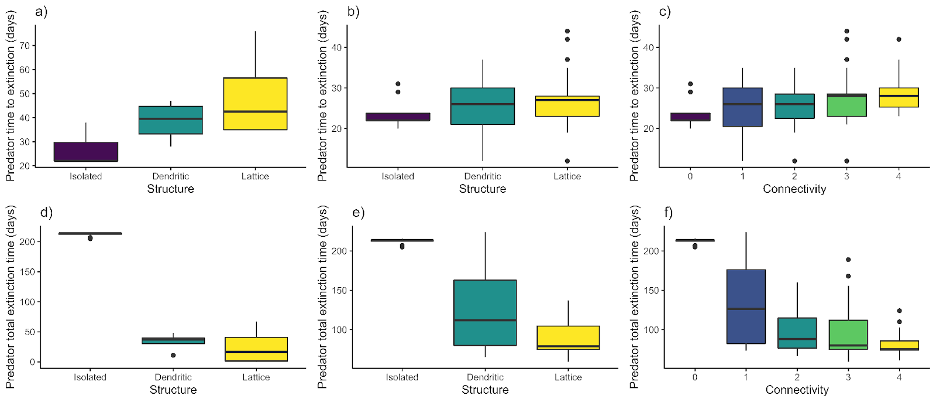 a)
Predator time to extinction (days)
70
60
50
40
30
20
Isolated Dendritic Lattice
Structure
b)
Predator time to extinction (days)
40
30
20
Isolated Dendritic Lattice
Structure
c)
Predator time to extinction (days)
40
30
20
0 1 2 3 4
Connectivity
d)
Predator total extinction time (days)
200
150
100
50
0
Isolated Dendritic Lattice
Structure
e)
Predator total extinction time (days)
200
150
100
Isolated Dendritic Lattice
Structure
f)
Predator total extinction time (days)
200
150
100
0 1 2 3 4
Connectivity